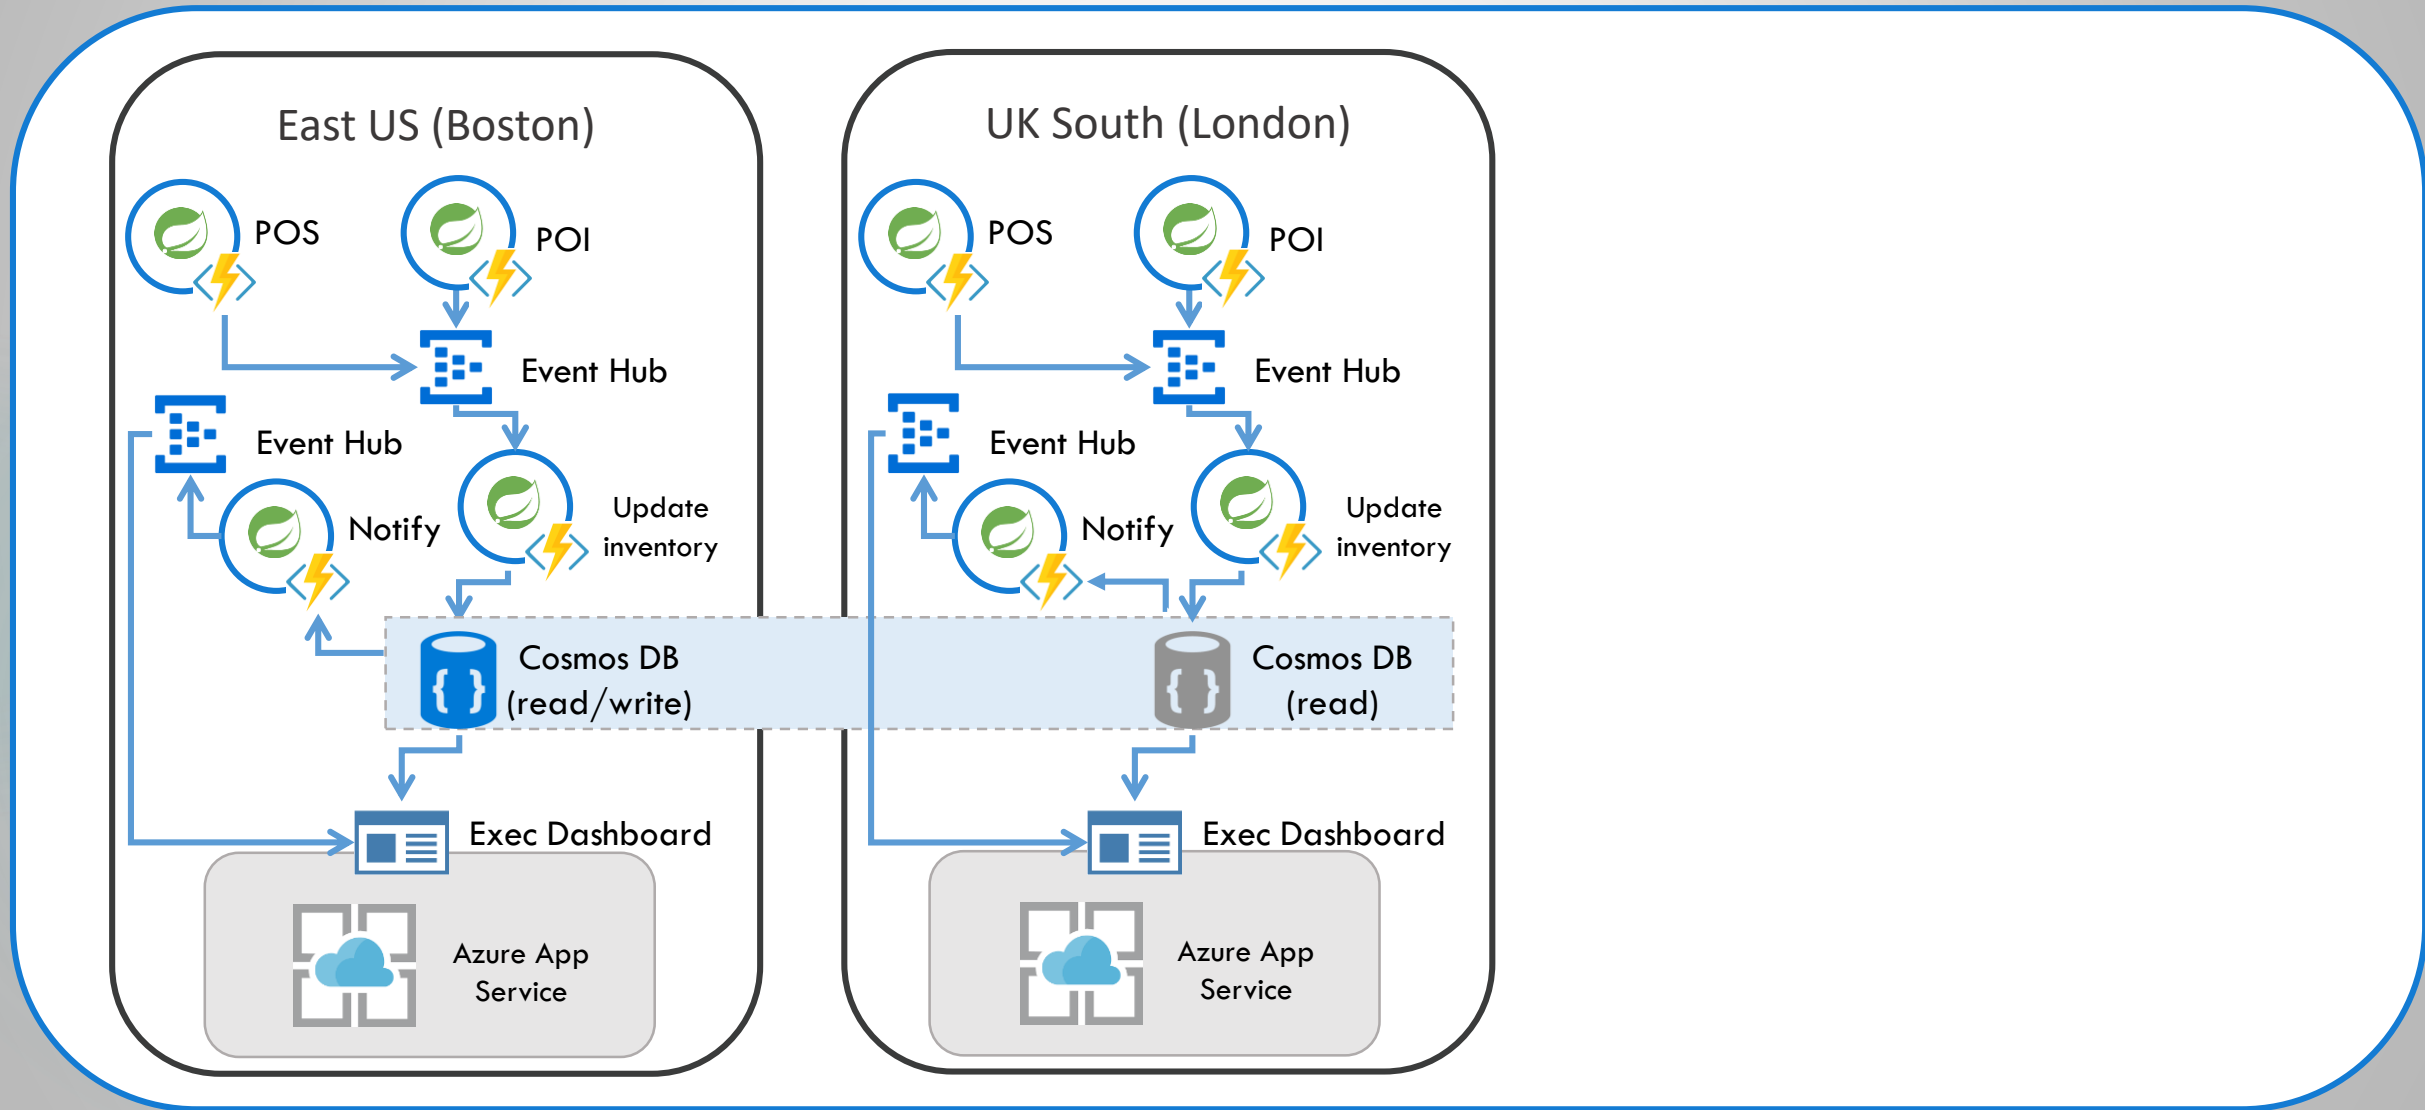 East US (Boston)
POS
POI
Event Hub
Event Hub
Notify
Update
inventory
Cosmos DB
(read/write)
Exec Dashboard
Azure App
Service
UK South (London)
POS
POI
Event Hub
Event Hub
Notify
Update
inventory
Cosmos DB
(read)
Exec Dashboard
Azure App
Service